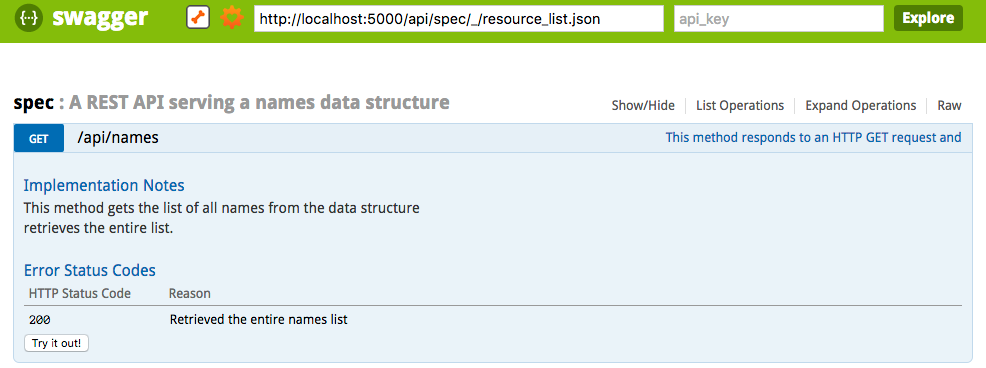 {··} swagger http://localhost:5000/api/spec/_/resource_list.json api_key Explore
spec : A REST API serving a names data structure Show/Hide List Operations Expand Operations Raw
GET /api/names This method responds to an HTTP GET request and
Implementation Notes
This method gets the list of all names from the data structure
retrieves the entire list.
Error Status Codes
HTTP Status Code Reason
200 Retrieved the entire names list
Try it out!